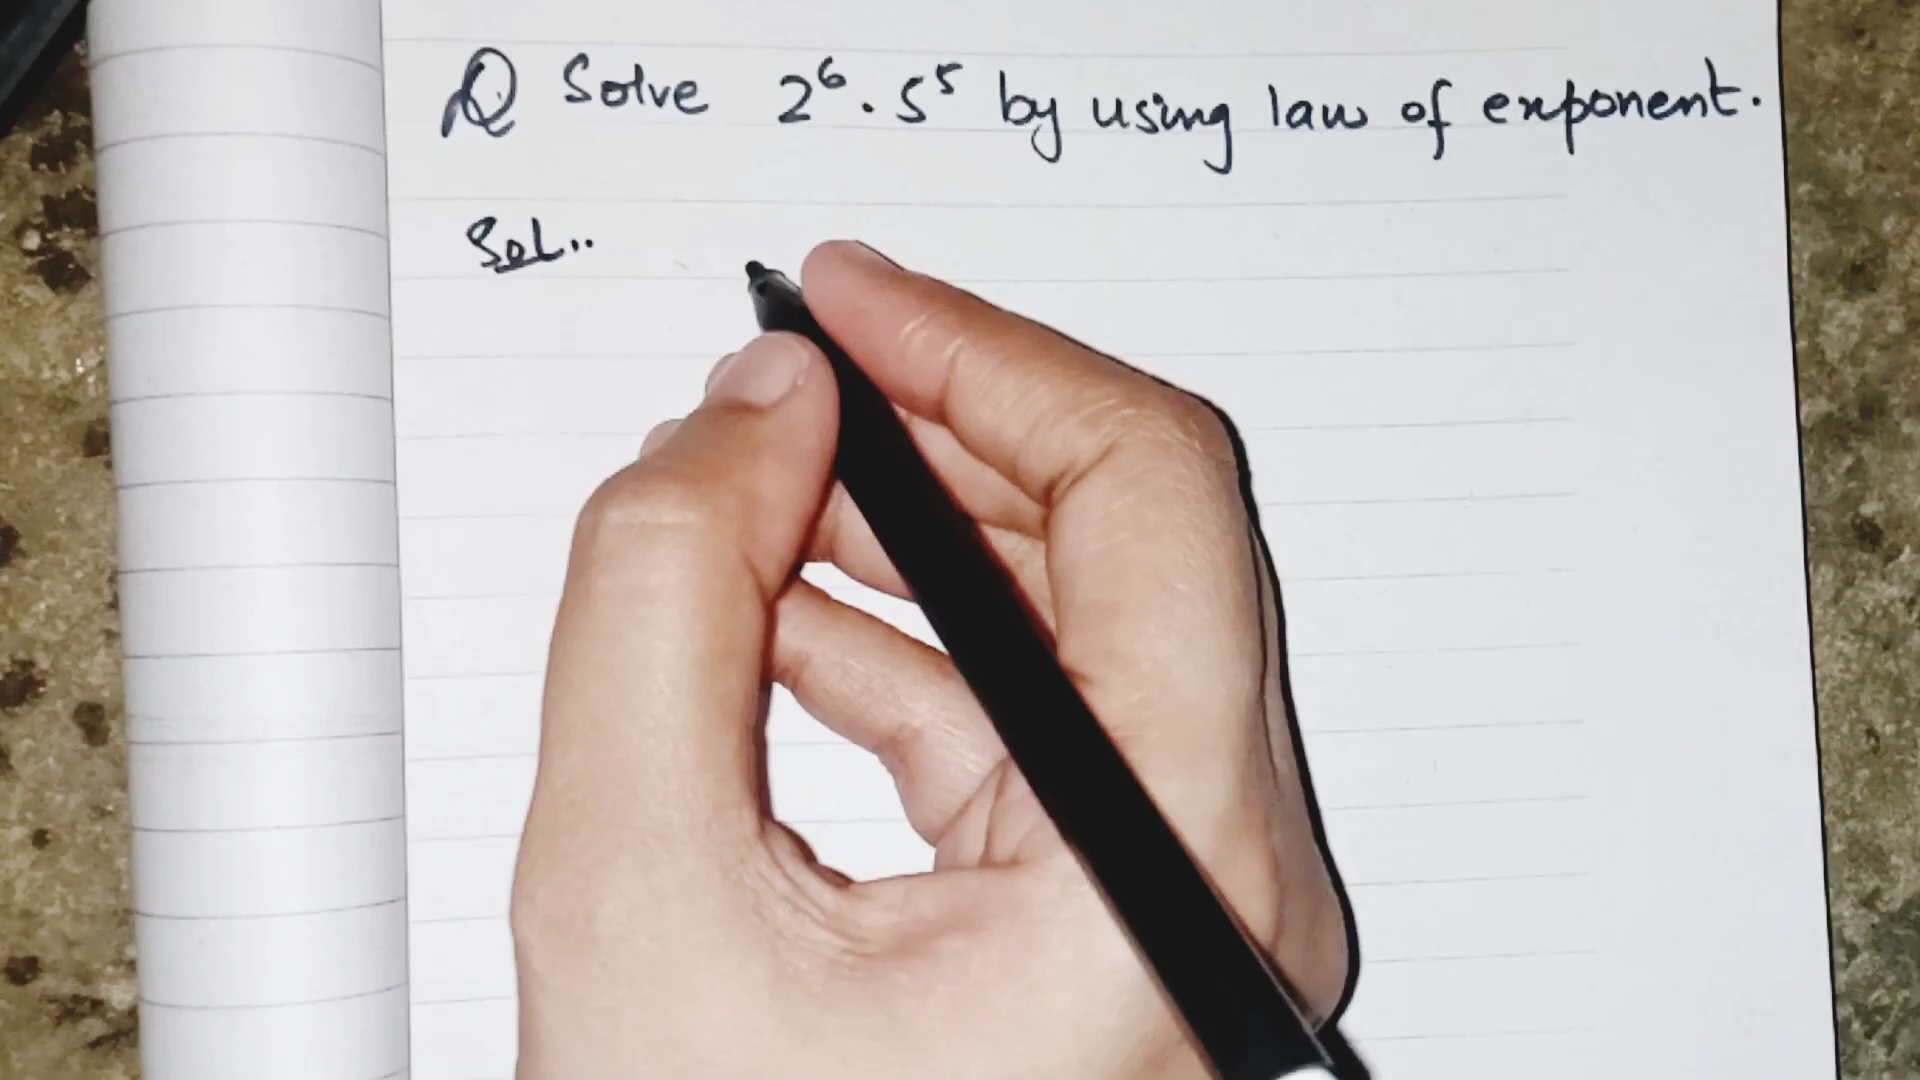 Q Solve 2⁶ · 5⁵ by using law of exponent.
Sol..